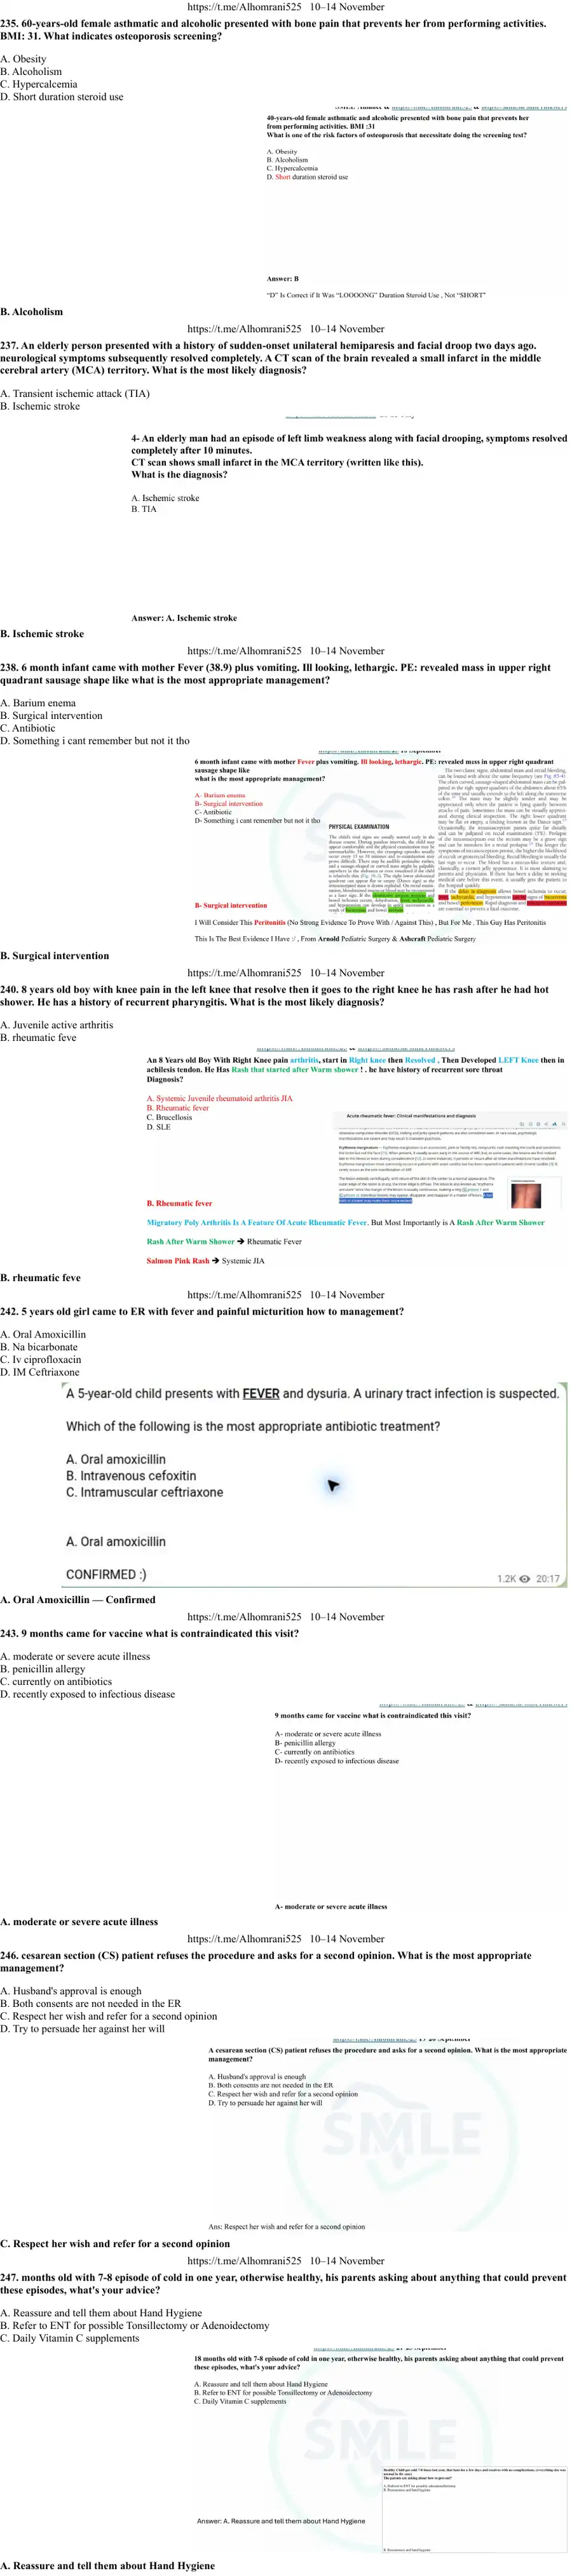 https://t.me/Alhomrani525 10–14 November
235. 60-years-old female asthmatic and alcoholic presented with bone pain that prevents her from performing activities.
BMI: 31. What indicates osteoporosis screening?
A. Obesity
B. Alcoholism
C. Hypercalcemia
D. Short duration steroid use
40-years-old female asthmatic and alcoholic presented with bone pain that prevents her
from performing activities. BMI :31
What is one of the risk factors of osteoporosis that necessitate doing the screening test?
A. Obesity
B. Alcoholism
C. Hypercalcemia
D. Short duration steroid use
Answer: B
“D” Is Correct if It Was “LOOOONG” Duration Steroid Use , Not “SHORT”
B. Alcoholism
https://t.me/Alhomrani525 10–14 November
237. An elderly person presented with a history of sudden-onset unilateral hemiparesis and facial droop two days ago.
neurological symptoms subsequently resolved completely. A CT scan of the brain revealed a small infarct in the middle
cerebral artery (MCA) territory. What is the most likely diagnosis?
A. Transient ischemic attack (TIA)
B. Ischemic stroke
4- An elderly man had an episode of left limb weakness along with facial drooping, symptoms resolved
completely after 10 minutes.
CT scan shows small infarct in the MCA territory (written like this).
What is the diagnosis?
A. Ischemic stroke
B. TIA
Answer: A. Ischemic stroke
B. Ischemic stroke
https://t.me/Alhomrani525 10–14 November
238. 6 month infant came with mother Fever (38.9) plus vomiting. Ill looking, lethargic. PE: revealed mass in upper right
quadrant sausage shape like what is the most appropriate management?
A. Barium enema
B. Surgical intervention
C. Antibiotic
D. Something i cant remember but not it tho
6 month infant came with mother Fever plus vomiting. Ill looking, lethargic. PE: revealed mass in upper right quadrant
sausage shape like
what is the most appropriate management?
A- Barium enema
B- Surgical intervention
C- Antibiotic
D- Something i cant remember but not it tho
PHYSICAL EXAMINATION
B- Surgical intervention
I Will Consider This Peritonitis (No Strong Evidence To Prove With / Against This) , But For Me . This Guy Has Peritonitis
This Is The Best Evidence I Have :/ , From Arnold Pediatric Surgery & Ashcraft Pediatric Surgery
B. Surgical intervention
https://t.me/Alhomrani525 10–14 November
240. 8 years old boy with knee pain in the left knee that resolve then it goes to the right knee he has rash after he had hot
shower. He has a history of recurrent pharyngitis. What is the most likely diagnosis?
A. Juvenile active arthritis
B. rheumatic feve
An 8 Years old Boy With Right Knee pain arthritis, start in Right knee then Resolved , Then Developed LEFT Knee then in
achilesis tendon. He Has Rash that started after Warm shower ! . he have history of recurrent sore throat
Diagnosis?
A. Systemic Juvenile rheumatoid arthritis JIA
B. Rheumatic fever
C. Brucellosis
D. SLE
Acute rheumatic fever: Clinical manifestations and diagnosis
B. Rheumatic fever
Migratory Poly Arthritis Is A Feature Of Acute Rheumatic Fever. But Most Importantly is A Rash After Warm Shower
Rash After Warm Shower ➔ Rheumatic Fever
Salmon Pink Rash ➔ Systemic JIA
B. rheumatic feve
https://t.me/Alhomrani525 10–14 November
242. 5 years old girl came to ER with fever and painful micturition how to management?
A. Oral Amoxicillin
B. Na bicarbonate
C. Iv ciprofloxacin
D. IM Ceftriaxone
A 5-year-old child presents with FEVER and dysuria. A urinary tract infection is suspected.
Which of the following is the most appropriate antibiotic treatment?
A. Oral amoxicillin
B. Intravenous cefoxitin
C. Intramuscular ceftriaxone
A. Oral amoxicillin
CONFIRMED :)
1.2K 20:17
A. Oral Amoxicillin — Confirmed
https://t.me/Alhomrani525 10–14 November
243. 9 months came for vaccine what is contraindicated this visit?
A. moderate or severe acute illness
B. penicillin allergy
C. currently on antibiotics
D. recently exposed to infectious disease
9 months came for vaccine what is contraindicated this visit?
A- moderate or severe acute illness
B- penicillin allergy
C- currently on antibiotics
D- recently exposed to infectious disease
A- moderate or severe acute illness
A. moderate or severe acute illness
https://t.me/Alhomrani525 10–14 November
246. cesarean section (CS) patient refuses the procedure and asks for a second opinion. What is the most appropriate
management?
A. Husband's approval is enough
B. Both consents are not needed in the ER
C. Respect her wish and refer for a second opinion
D. Try to persuade her against her will
A cesarean section (CS) patient refuses the procedure and asks for a second opinion. What is the most appropriate
management?
A. Husband's approval is enough
B. Both consents are not needed in the ER
C. Respect her wish and refer for a second opinion
D. Try to persuade her against her will
SMLE
Ans: Respect her wish and refer for a second opinion
C. Respect her wish and refer for a second opinion
https://t.me/Alhomrani525 10–14 November
247. months old with 7-8 episode of cold in one year, otherwise healthy, his parents asking about anything that could prevent
these episodes, what's your advice?
A. Reassure and tell them about Hand Hygiene
B. Refer to ENT for possible Tonsillectomy or Adenoidectomy
C. Daily Vitamin C supplements
18 months old with 7-8 episode of cold in one year, otherwise healthy, his parents asking about anything that could prevent
these episodes, what's your advice?
A. Reassure and tell them about Hand Hygiene
B. Refer to ENT for possible Tonsillectomy or Adenoidectomy
C. Daily Vitamin C supplements
SMLE
Answer: A. Reassure and tell them about Hand Hygiene
A. Reassure and tell them about Hand Hygiene